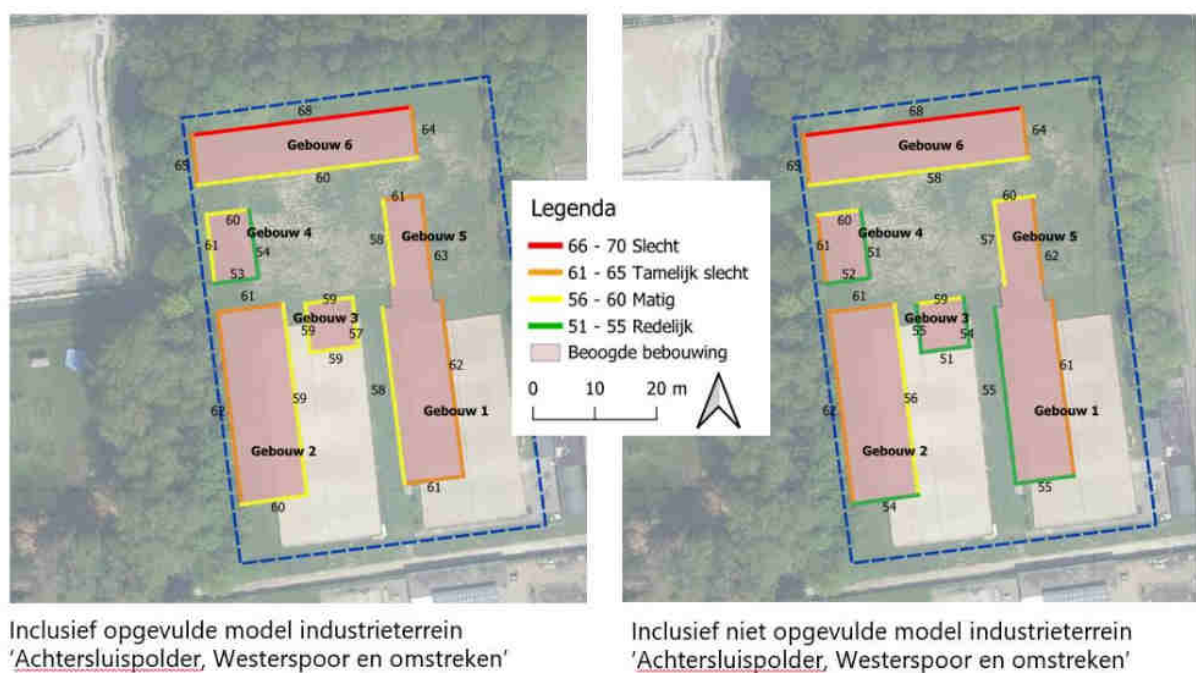 68
Gebouw 6
64
65
60
61
60
Gebouw 4
61
54
53
58
Gebouw 5
63
61
59
Gebouw 3
59
57
59
62
59
58
62
Gebouw 1
Gebouw 2
61
60
Legenda
66 - 70 Slecht
61 - 65 Tamelijk slecht
56 - 60 Matig
51 - 55 Redelijk
Beoogde bebouwing
0 10 20 m
68
Gebouw 6
64
65
58
60
60
Gebouw 4
61
51
52
57
Gebouw 5
62
61
59
Gebouw 3
55
54
51
61
62
56
55
Gebouw 1
Gebouw 2
55
54
Inclusief opgevulde model industrieterrein
'Achtersluispolder, Westerspoor en omstreken'
Inclusief niet opgevulde model industrieterrein
'Achtersluispolder, Westerspoor en omstreken'